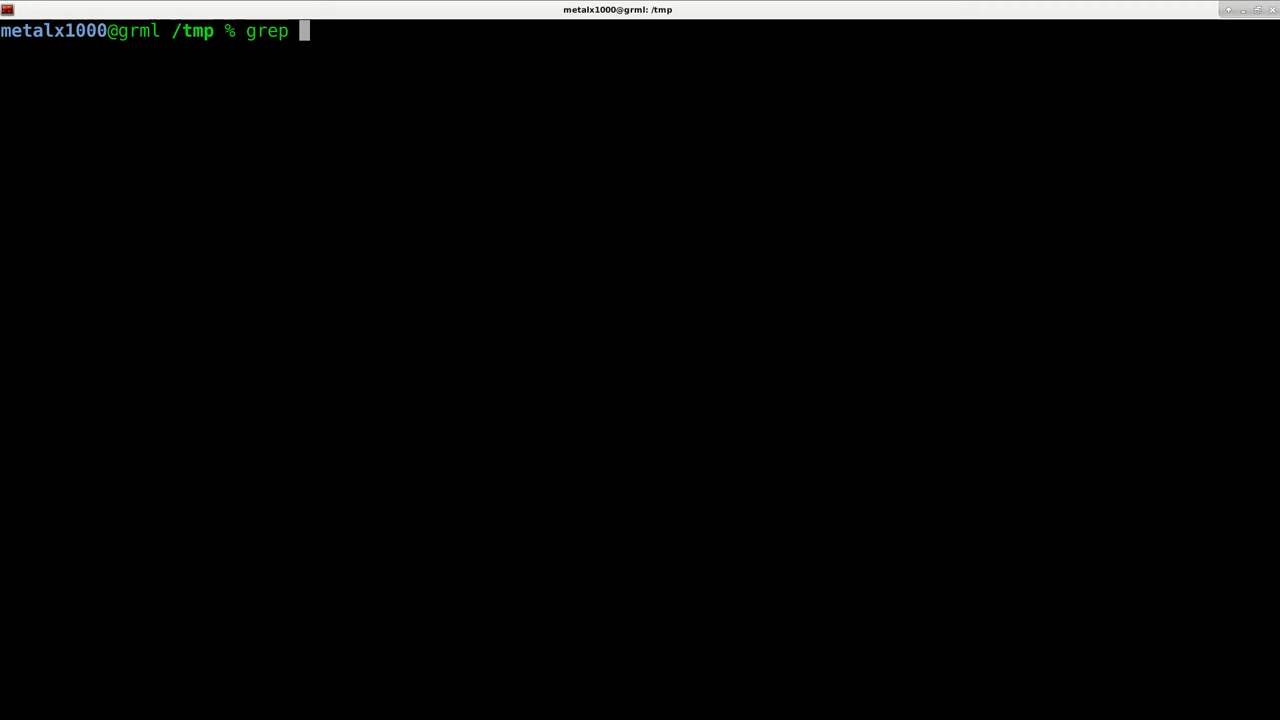 metalx1000@grml: /tmp
metalx1000@grml /tmp % grep